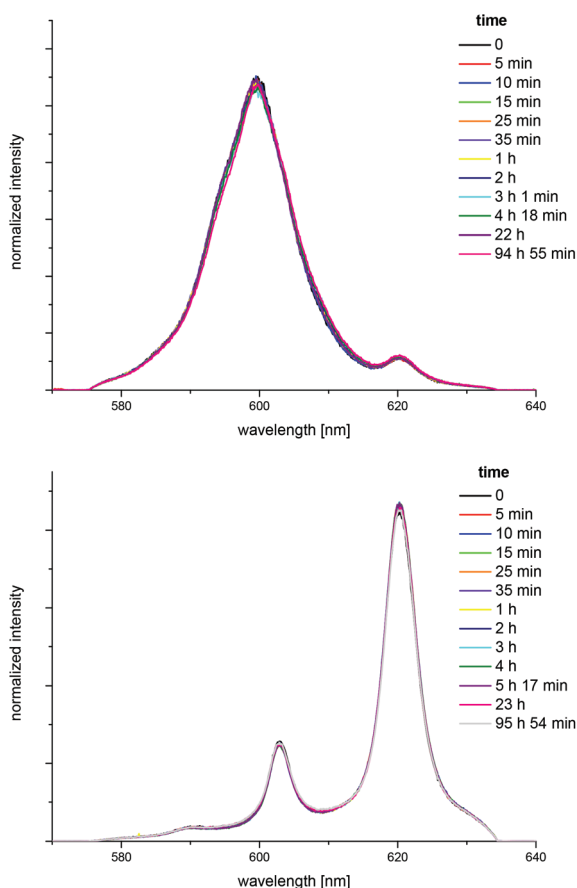 time
0
5 min
10 min
15 min
25 min
35 min
1 h
2 h
3 h 1 min
4 h 18 min
22 h
94 h 55 min
normalized intensity
580
600
620
640
wavelength [nm]
time
0
5 min
10 min
15 min
25 min
35 min
1 h
2 h
3 h
4 h
5 h 17 min
23 h
95 h 54 min
normalized intensity
580
600
620
640
wavelength [nm]